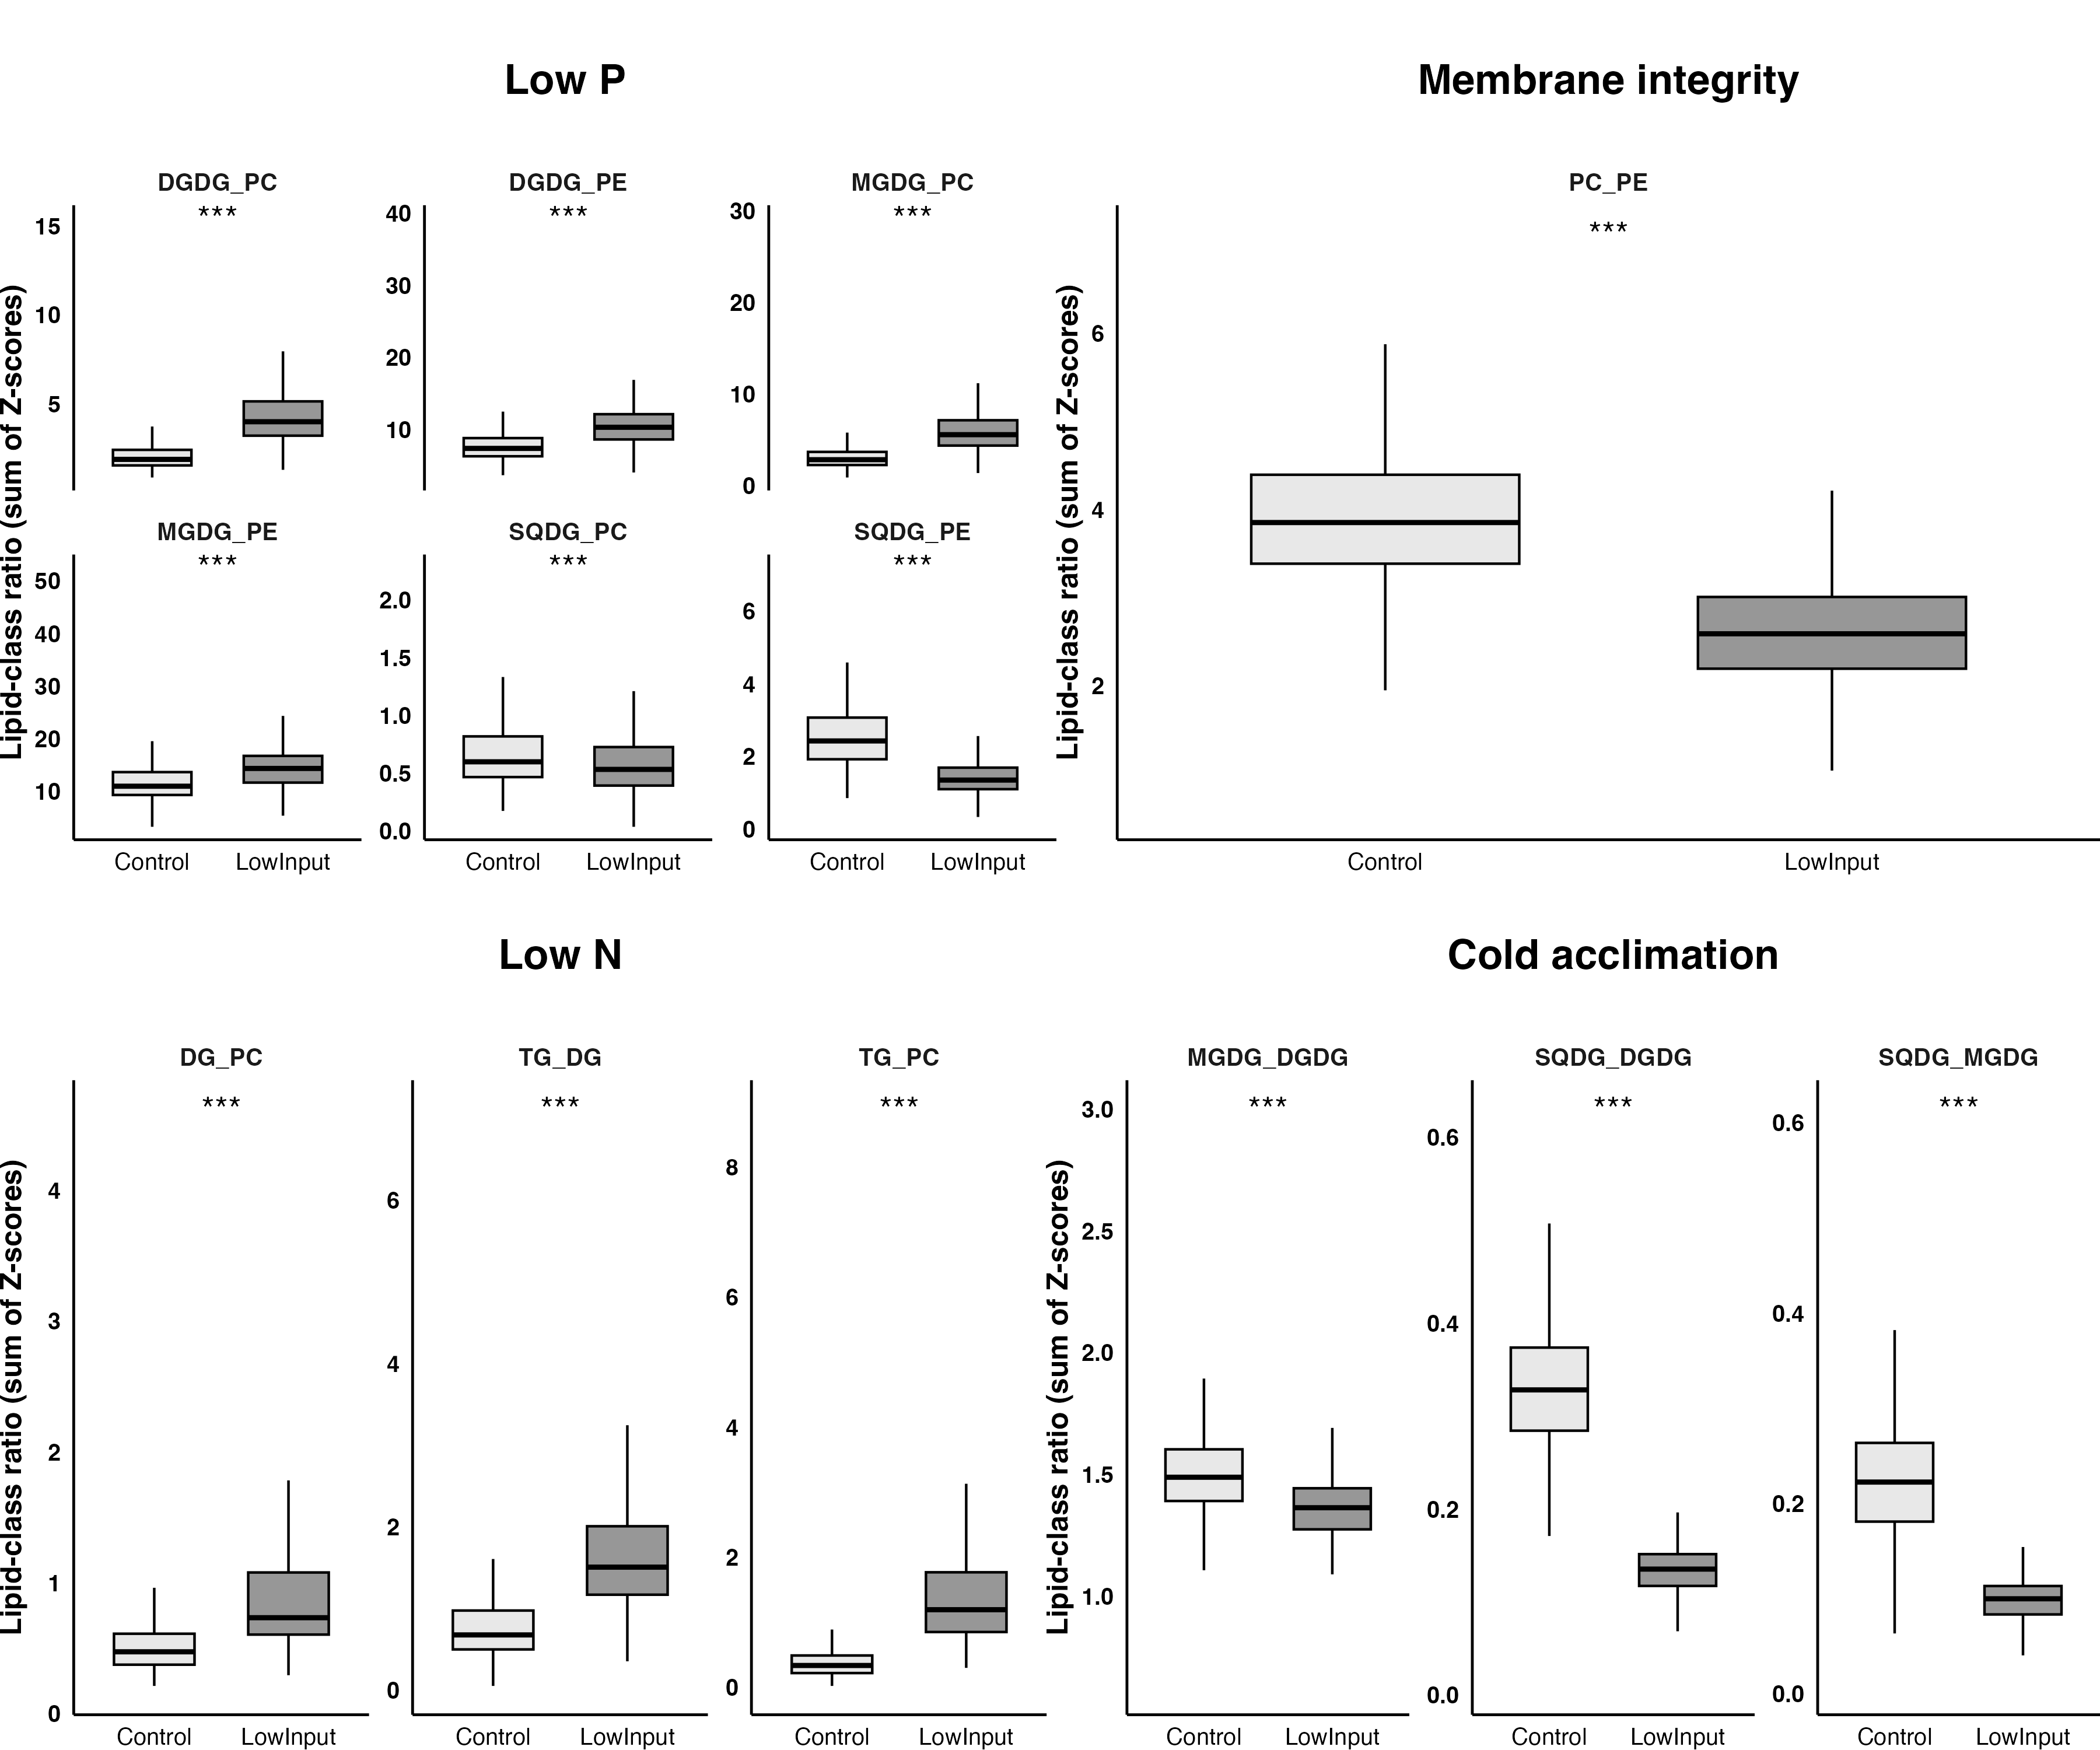 Low P
Membrane integrity
DGDG_PC
DGDG_PE
MGDG_PC
PC_PE
***
***
***
***
15
10
5
40
30
20
10
30
20
10
0
6
4
2
Lipid-class ratio (sum of Z-scores)
Lipid-class ratio (sum of Z-scores)
MGDG_PE
SQDG_PC
SQDG_PE
***
***
***
50
40
30
20
10
2.0
1.5
1.0
0.5
0.0
6
4
2
0
Control LowInput
Control LowInput
Control LowInput
Control LowInput
Low N
Cold acclimation
DG_PC
TG_DG
TG_PC
MGDG_DGDG
SQDG_DGDG
SQDG_MGDG
***
***
***
***
***
***
Lipid-class ratio (sum of Z-scores)
4
3
2
1
0
6
4
2
0
8
6
4
2
0
Lipid-class ratio (sum of Z-scores)
3.0
2.5
2.0
1.5
1.0
0.6
0.4
0.2
0.0
0.6
0.4
0.2
0.0
Control LowInput
Control LowInput
Control LowInput
Control LowInput
Control LowInput
Control LowInput